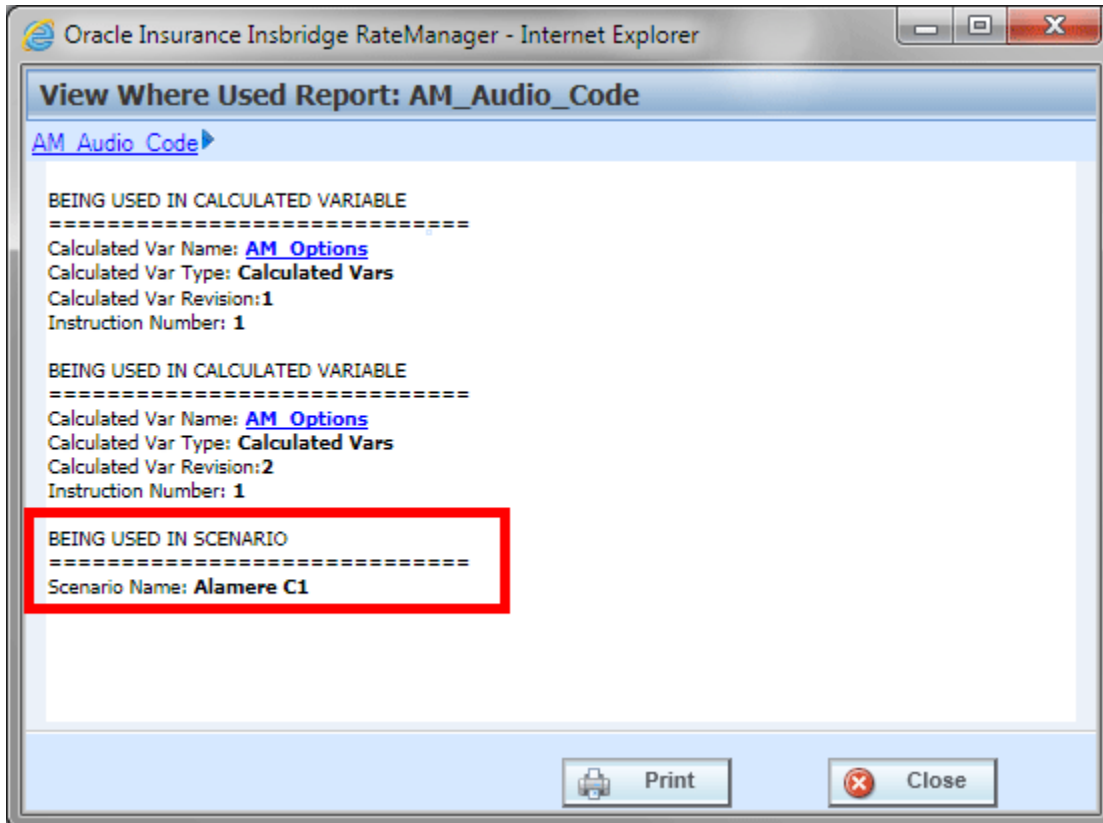 Oracle Insurance Insbridge RateManager - Internet Explorer
View Where Used Report: AM_Audio_Code
AM_Audio_Code
BEING USED IN CALCULATED VARIABLE
=============================
Calculated Var Name: AM_Options
Calculated Var Type: Calculated Vars
Calculated Var Revision:1
Instruction Number: 1
BEING USED IN CALCULATED VARIABLE
=============================
Calculated Var Name: AM_Options
Calculated Var Type: Calculated Vars
Calculated Var Revision:2
Instruction Number: 1
BEING USED IN SCENARIO
=============================
Scenario Name: Alamere C1
Print Close